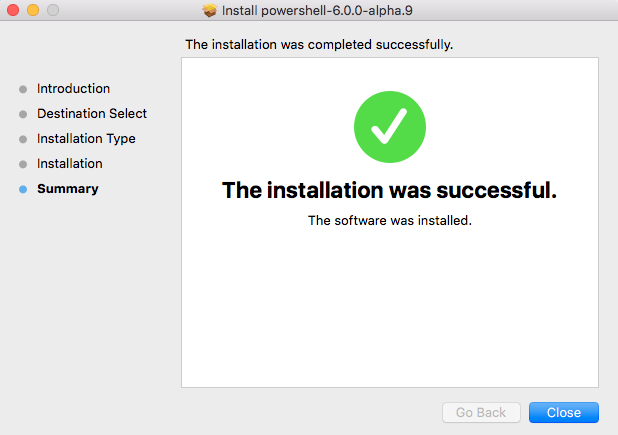 Install powershell-6.0.0-alpha.9
The installation was completed successfully.
Introduction
Destination Select
Installation Type
Installation
Summary
The installation was successful.
The software was installed.
Go Back
Close